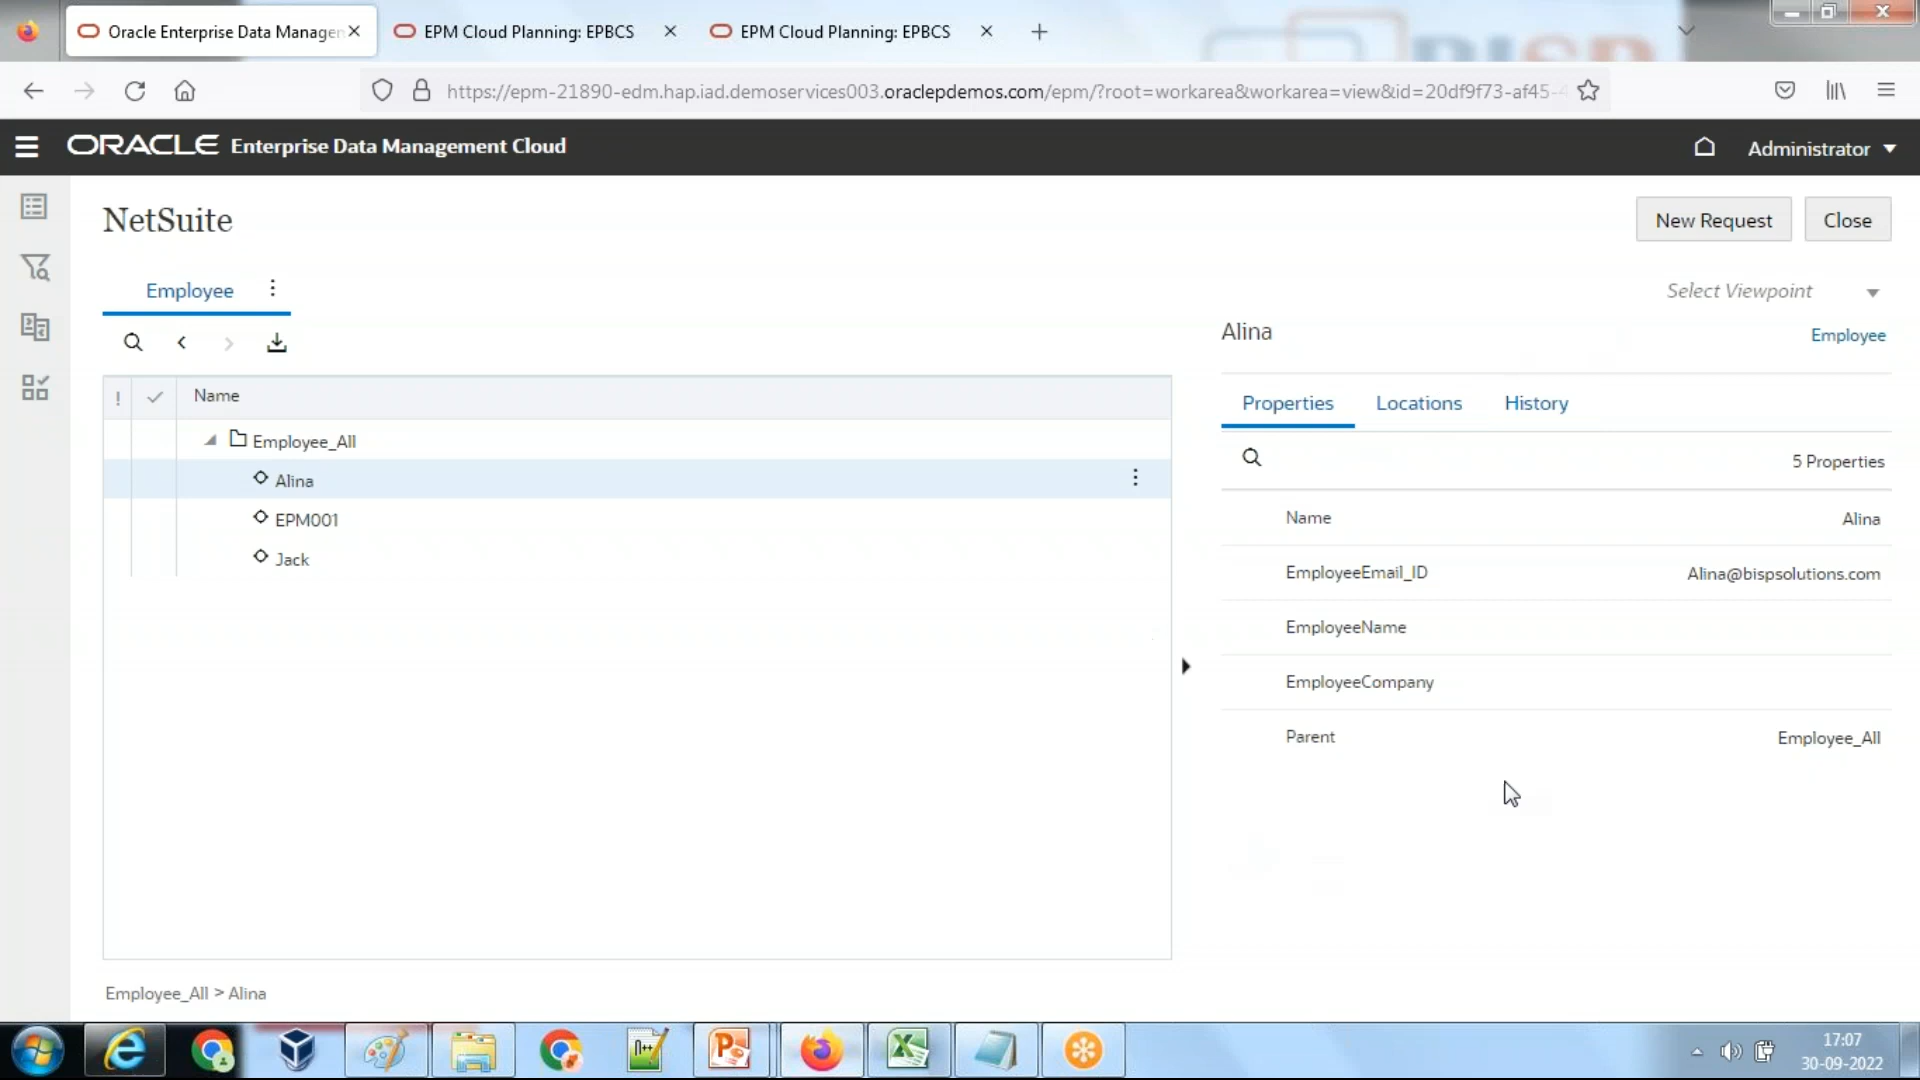 Oracle Enterprise Data Manager
EPM Cloud Planning: EPBCS
EPM Cloud Planning: EPBCS
https://epm-21890-edm.hap.iad.demoservices003.oraclepdemos.com/epm/?root=workarea&workarea=view&id=20df9f73-af45-
ORACLE Enterprise Data Management Cloud
Administrator
NetSuite
New Request
Close
Employee
Select Viewpoint
Alina
Employee
! Name
Properties
Locations
History
Employee_All
5 Properties
Alina
EPM001
Jack
Name
Alina
EmployeeEmail_ID
Alina@bispsolutions.com
EmployeeName
EmployeeCompany
Parent
Employee_All
Employee_All > Alina
17:07
30-09-2022